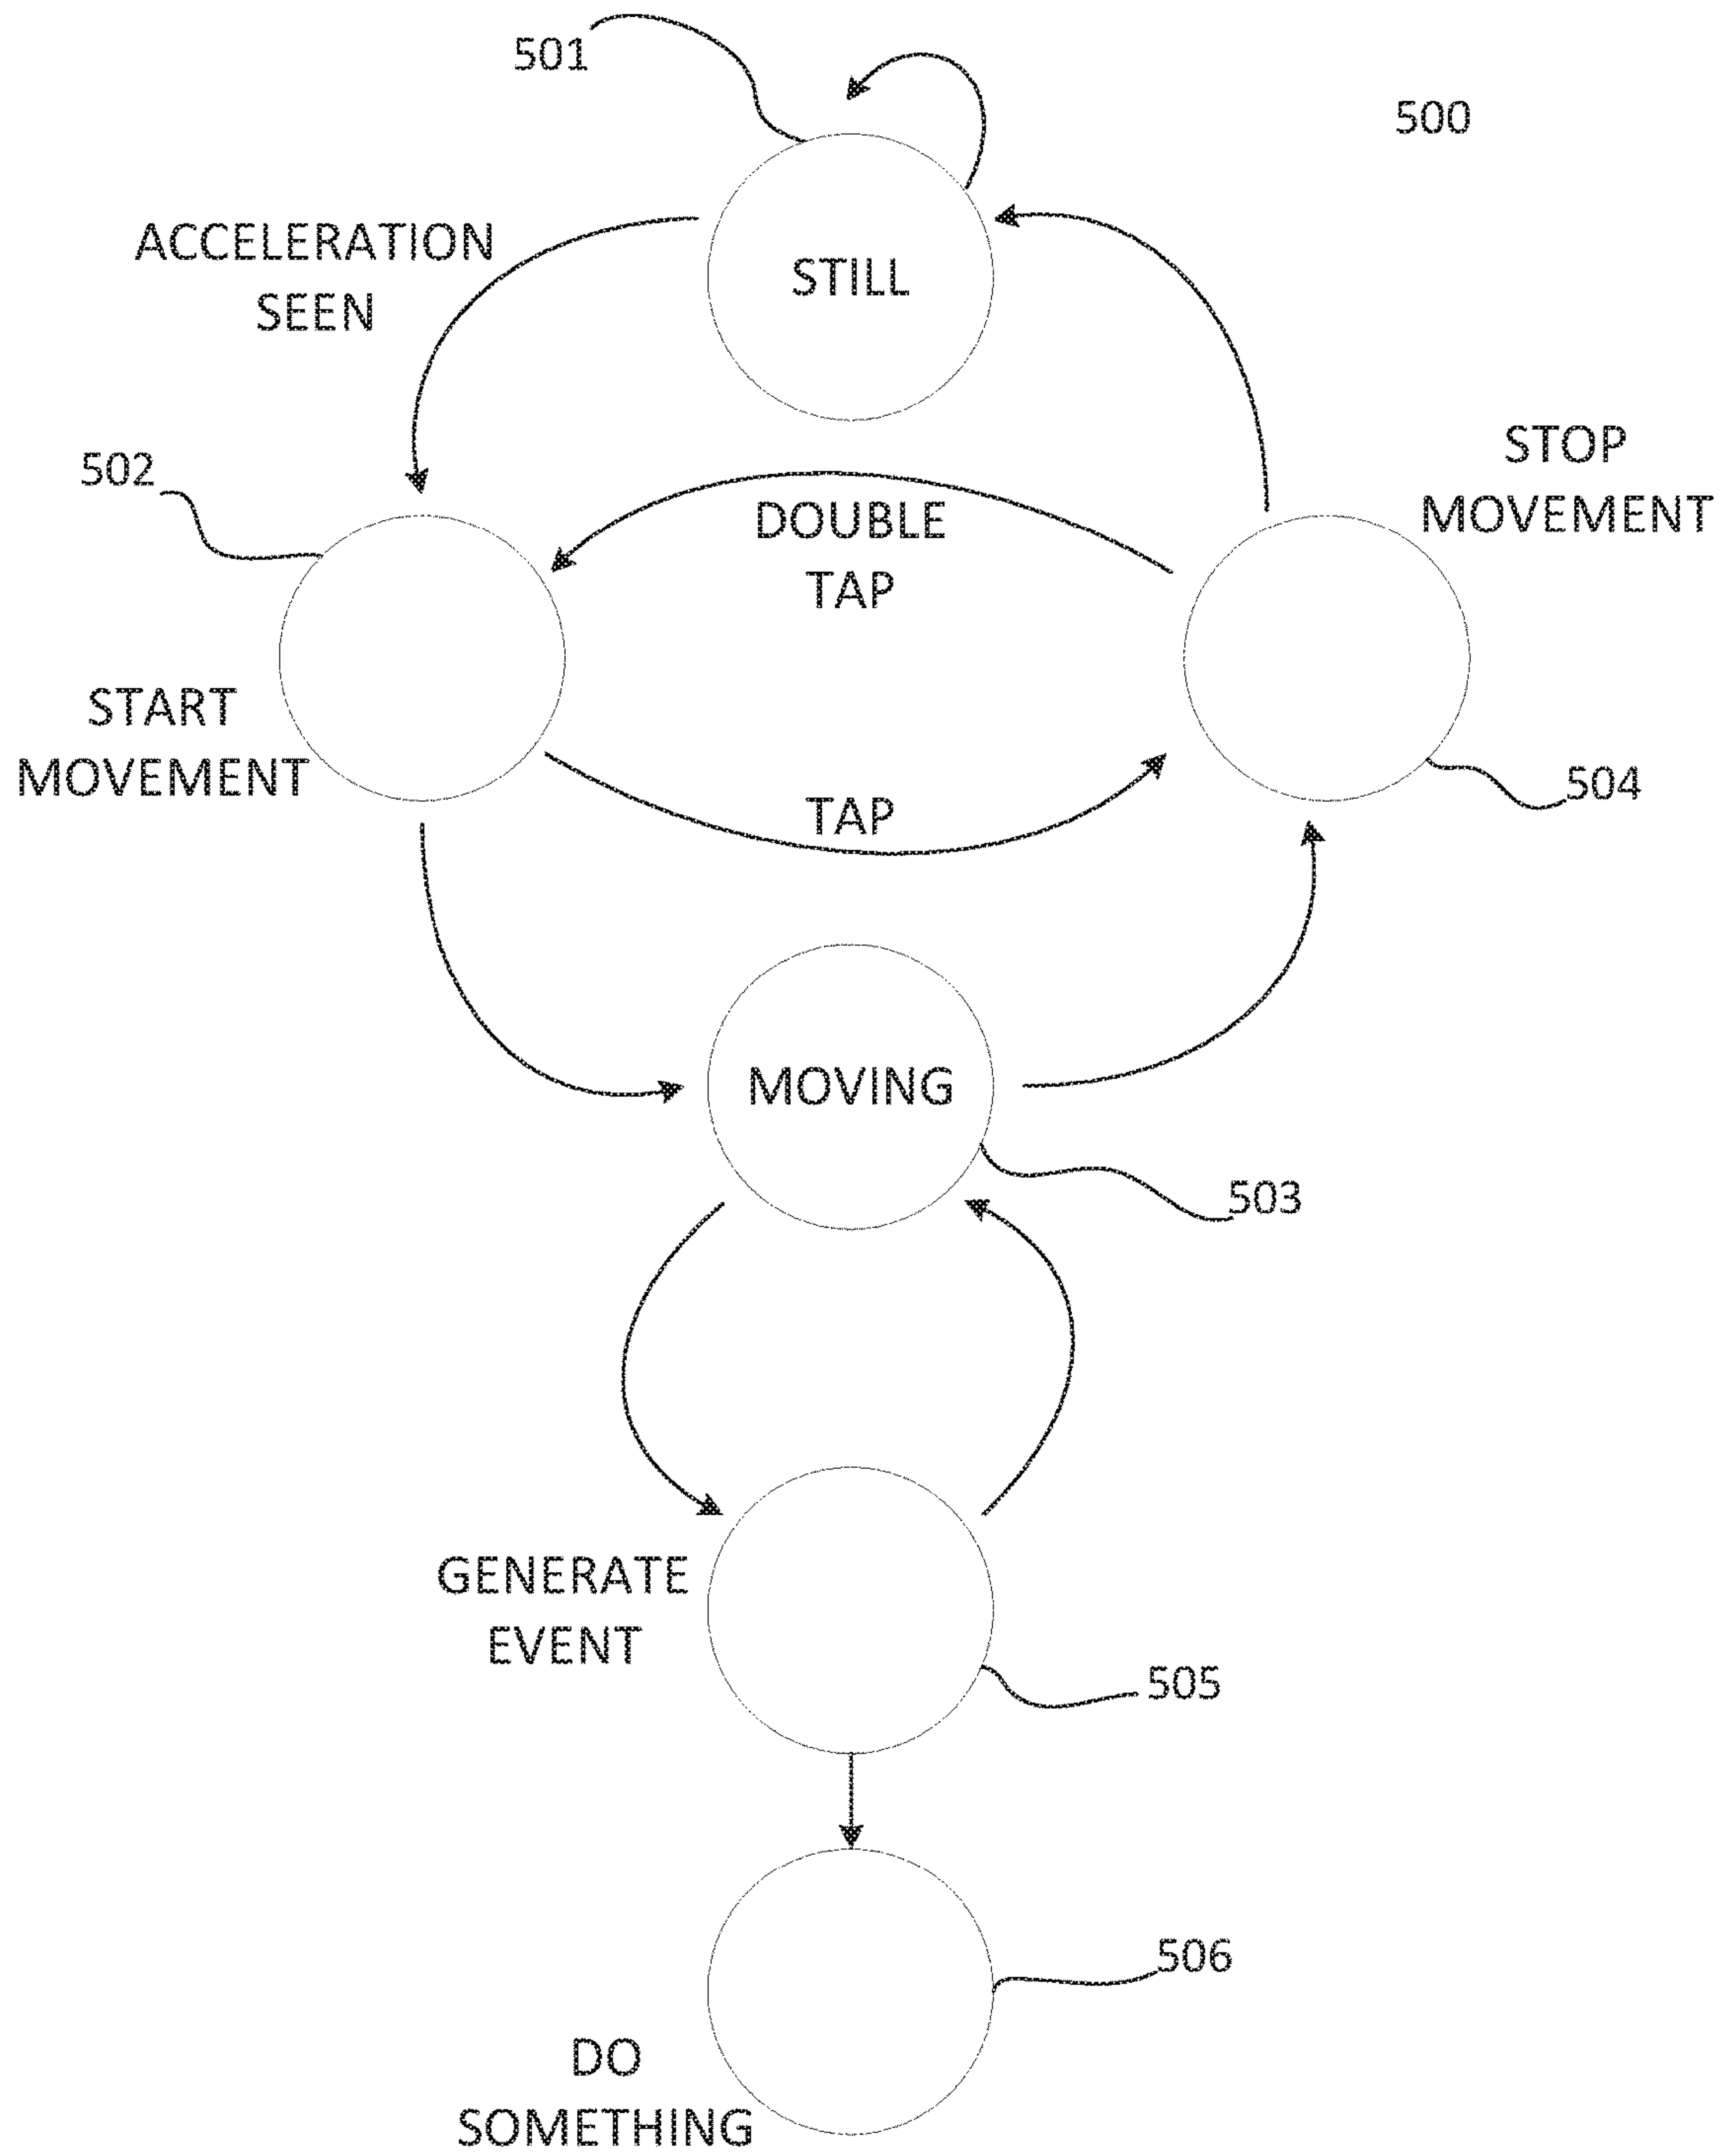 501
500
ACCELERATION
SEEN
STILL
STOP
MOVEMENT
502
DOUBLE
TAP
START
MOVEMENT
TAP
504
MOVING
503
GENERATE
EVENT
505
506
DO
SOMETHING